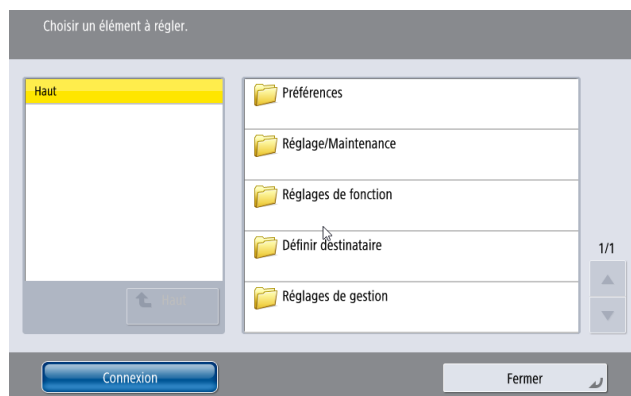 Choisir un élément à régler.
Haut
Préférences
Réglage/Maintenance
Réglages de fonction
Définir destinataire
Réglages de gestion
1/1
Haut
Connexion
Fermer